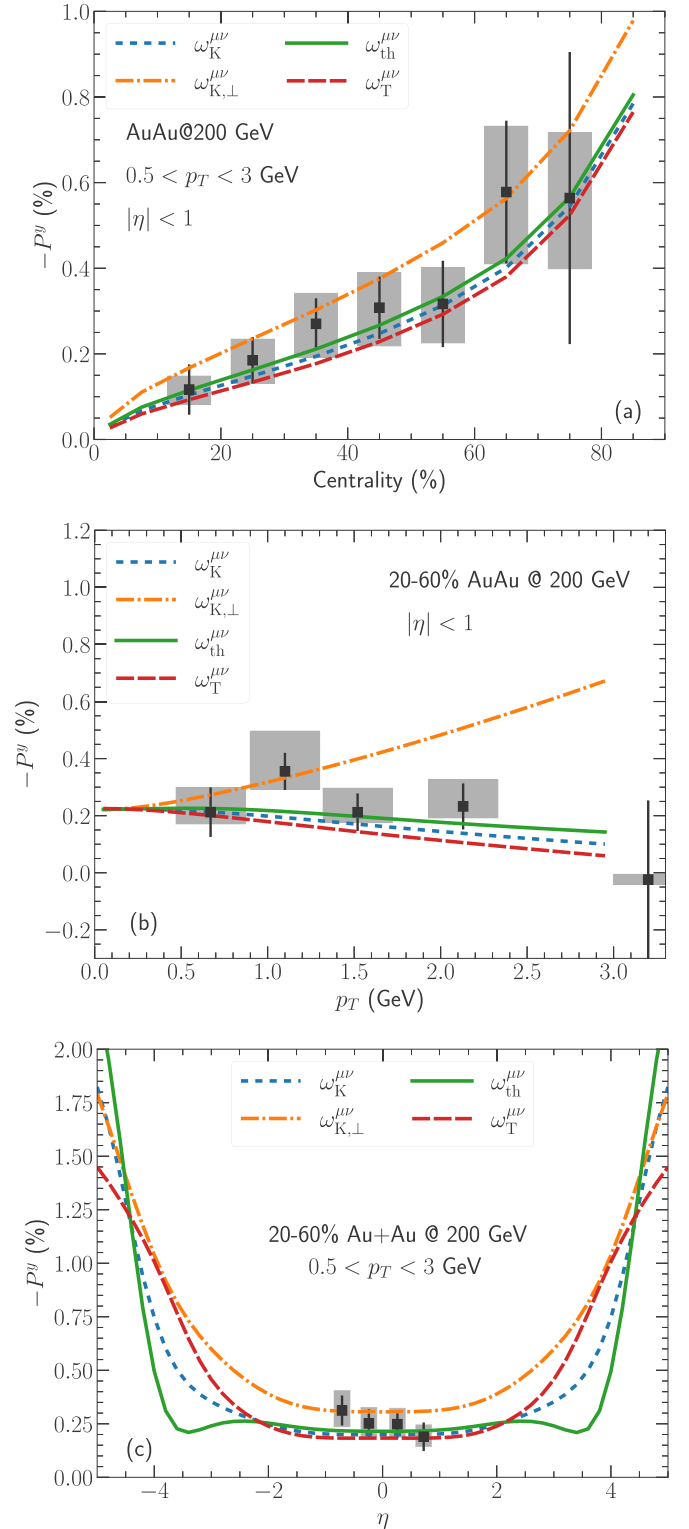 ω_K^{μν} ω_th^{μν}
ω_{K,⊥}^{μν} ω_T^{μν}
AuAu@200 GeV
0.5 < p_T < 3 GeV
|η| < 1
−P^y (%)
1.0
0.8
0.6
0.4
0.2
0.0
(a)
0 20 40 60 80
Centrality (%)
ω_K^{μν}
ω_{K,⊥}^{μν}
ω_th^{μν}
ω_T^{μν}
20-60% AuAu @ 200 GeV
|η| < 1
−P^y (%)
1.2
1.0
0.8
0.6
0.4
0.2
0.0
−0.2
(b)
0.0 0.5 1.0 1.5 2.0 2.5 3.0
p_T (GeV)
ω_K^{μν} ω_th^{μν}
ω_{K,⊥}^{μν} ω_T^{μν}
20-60% Au+Au @ 200 GeV
0.5 < p_T < 3 GeV
−P^y (%)
2.00
1.75
1.50
1.25
1.00
0.75
0.50
0.25
0.00
(c)
−4 −2 0 2 4
η